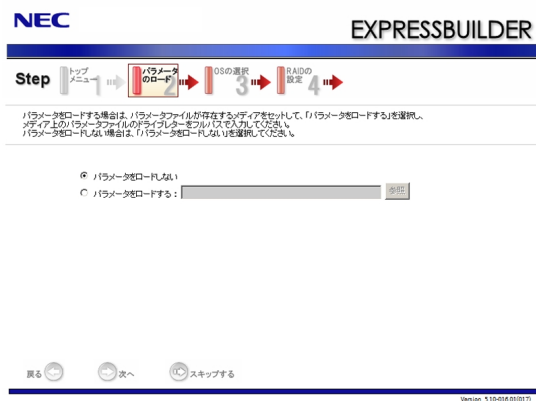 NEC
EXPRESSBUILDER
Step
トップ
メニュー 1
パラメータ
のロード 2
OSの選択
3
RAIDの
設定 4
パラメータをロードする場合は、パラメータファイルが存在するメディアをセットして、「パラメータをロードする」を選択し、
メディア上のパラメータファイルのドライブレターをフルパスで入力してください。
パラメータをロードしない場合は、「パラメータをロードしない」を選択してください。
パラメータをロードしない
パラメータをロードする：
参照
戻る
次へ
スキップする
Version 5.10-016.01(017)